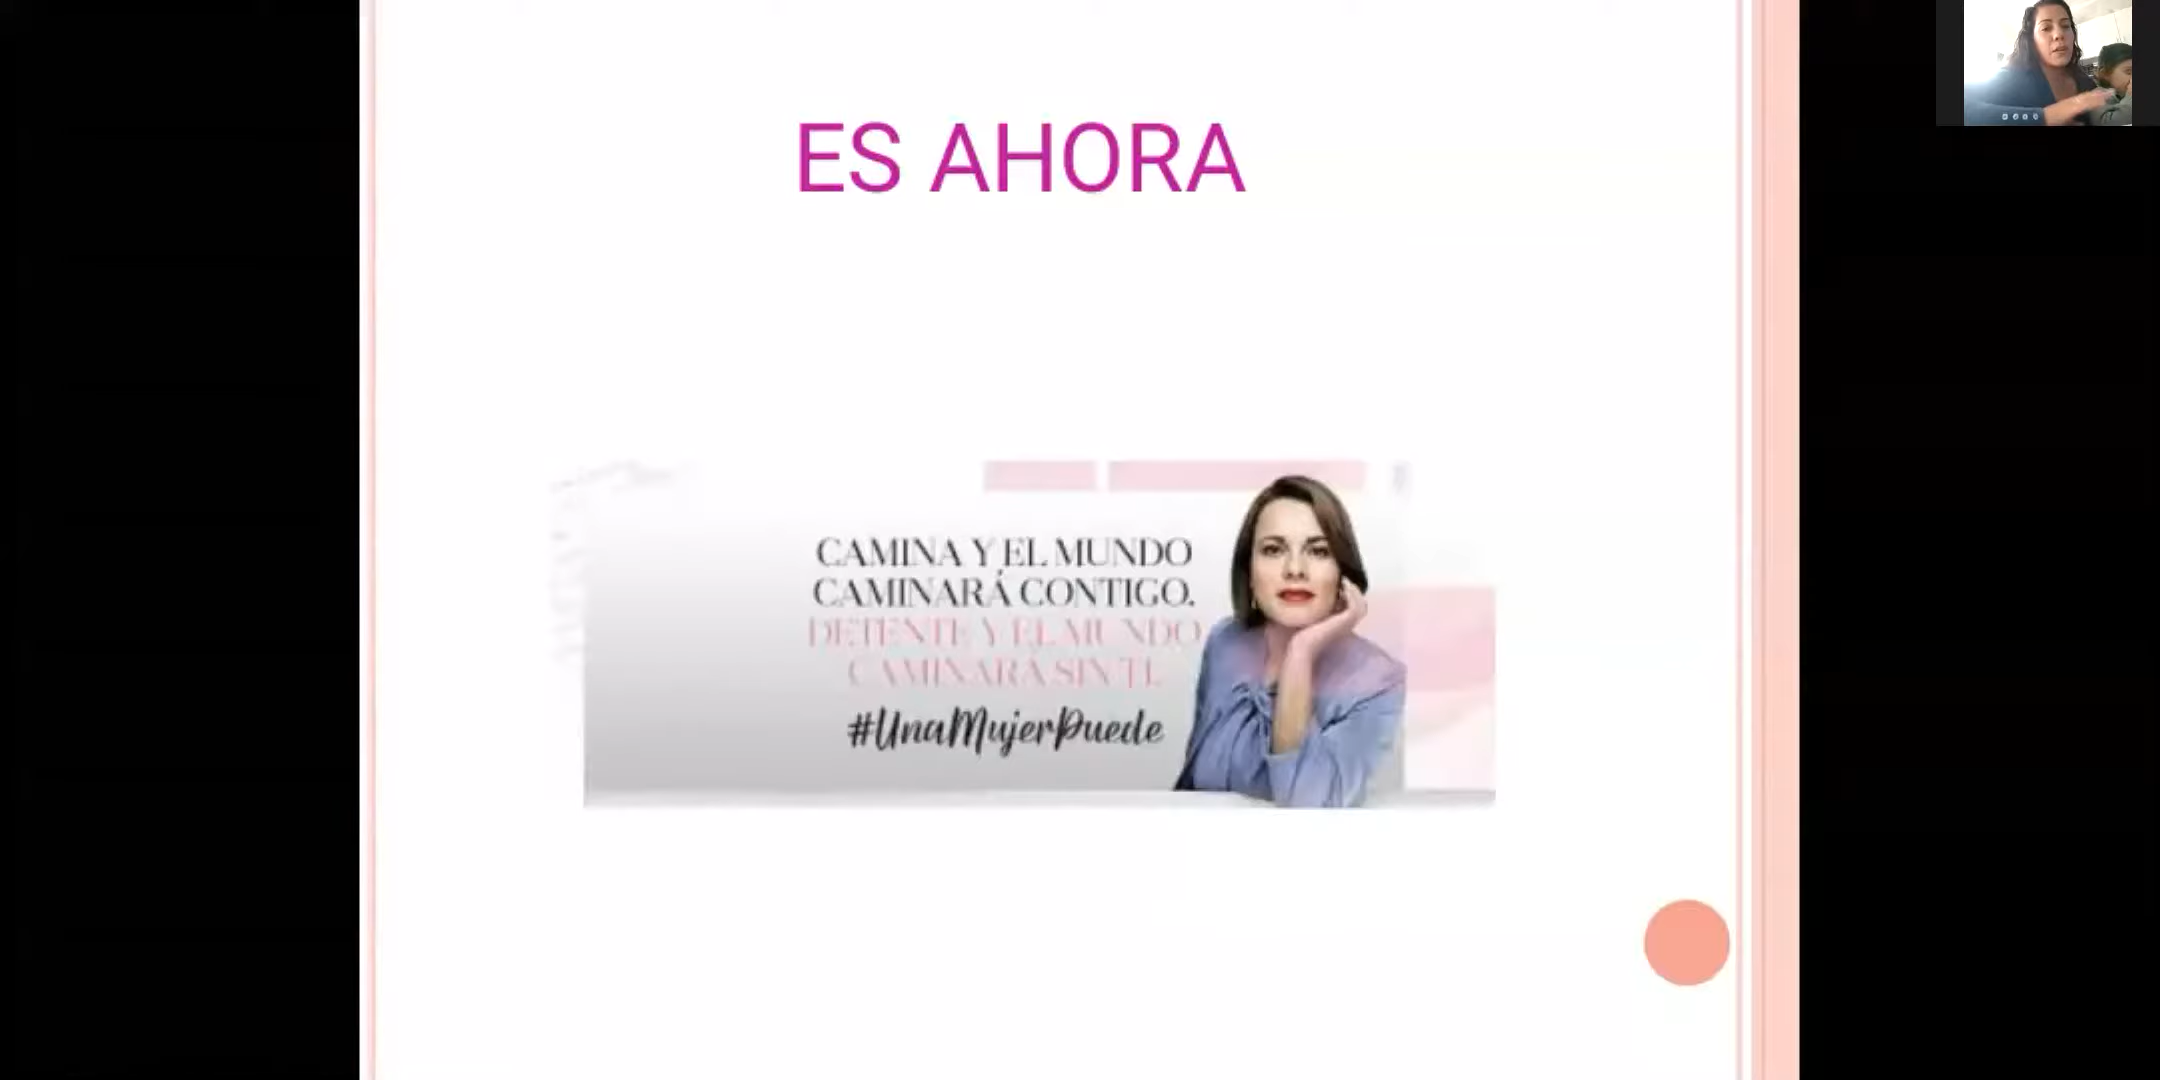 ES AHORA
CAMINA Y EL MUNDO
CAMINARÁ CONTIGO.
DETENTE Y EL MUNDO
CAMINARÁ SIN TI.
#UnaMujerPuede